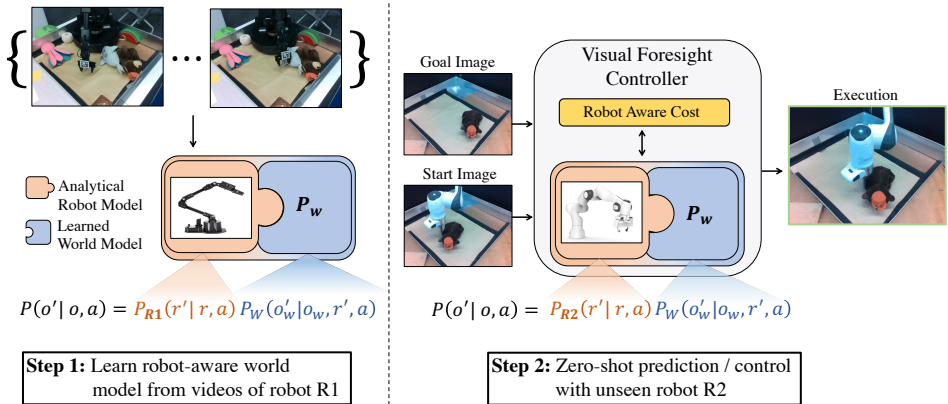 { ... }
Analytical
Robot Model
Learned
World Model
P_w
P(o'| o, a) = P_R1(r'| r, a) P_W(o'_w|o_w, r', a)
Step 1: Learn robot-aware world
model from videos of robot R1
Visual Foresight
Controller
Goal Image
Robot Aware Cost
Start Image
P_w
Execution
P(o'| o, a) = P_R2(r'| r, a) P_W(o'_w|o_w, r', a)
Step 2: Zero-shot prediction / control
with unseen robot R2